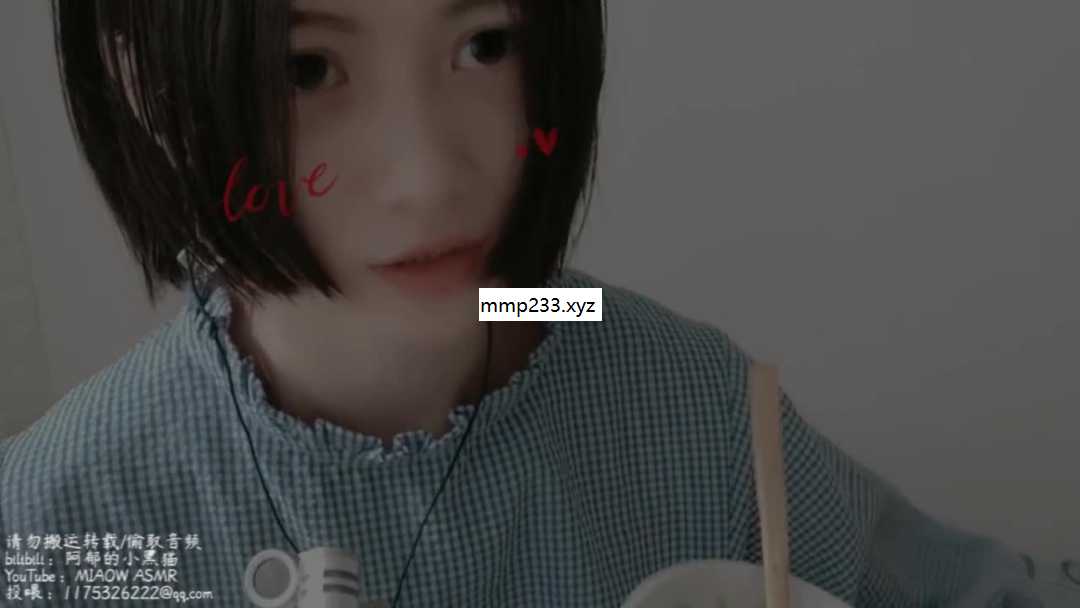 love
mmp233.xyz
请勿搬运转载/偷取音频
bilibili：阿郁的小黑猫
YouTube：MIAOW ASMR
投喂：1175326222@qq.com